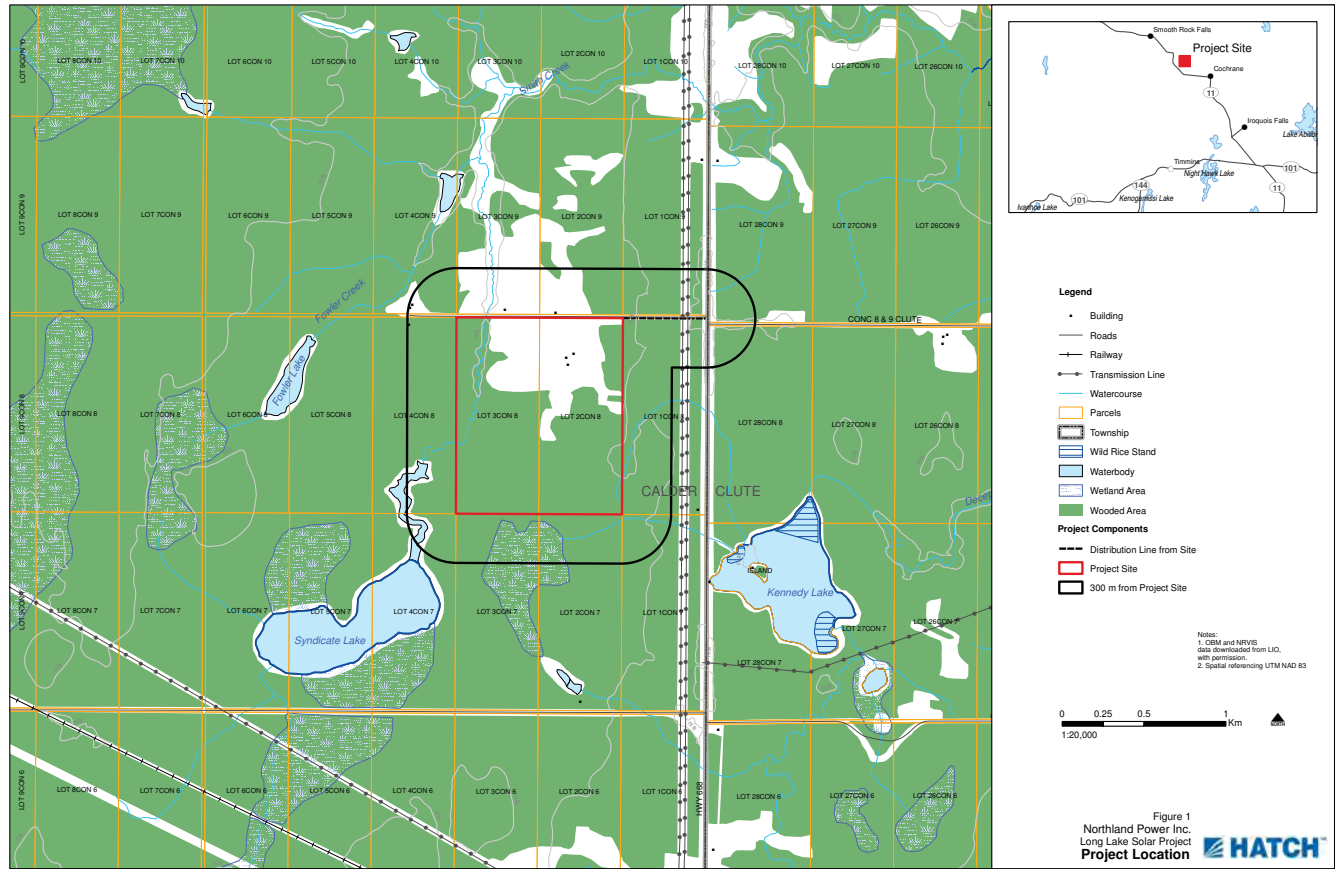 LOT 9CON 10
LOT 8CON 10
LOT 7CON 10
LOT 6CON 10
LOT 5CON 10
LOT 4CON 10
LOT 3CON 10
LOT 2CON 10
LOT 1CON 10
LOT 28CON 10
LOT 27CON 10
LOT 26CON 10
LOT 9CON 9
LOT 8CON 9
LOT 7CON 9
LOT 6CON 9
LOT 5CON 9
LOT 4CON 9
LOT 3CON 9
LOT 2CON 9
LOT 1CON 9
LOT 28CON 9
LOT 27CON 9
LOT 26CON 9
Fowler Creek
CONC 8 & 9 CLUTE
Fowler Lake
LOT 9CON 8
LOT 8CON 8
LOT 7CON 8
LOT 6CON 8
LOT 5CON 8
LOT 4CON 8
LOT 3CON 8
LOT 2CON 8
LOT 1CON 8
LOT 28CON 8
LOT 27CON 8
LOT 26CON 8
CALDER
CLUTE
ISLAND
Kennedy Lake
LOT 8CON 7
LOT 7CON 7
LOT 6CON 7
LOT 5CON 7
LOT 4CON 7
LOT 3CON 7
LOT 2CON 7
LOT 1CON 7
LOT 27CON 7
LOT 26CON 7
LOT 28CON 7
Syndicate Lake
LOT 9CON 6
LOT 8CON 6
LOT 7CON 6
LOT 6CON 6
LOT 5CON 6
LOT 4CON 6
LOT 3CON 6
LOT 2CON 6
LOT 1CON 6
HWY 668
LOT 28CON 6
LOT 27CON 6
LOT 26CON 6
Smooth Rock Falls
Project Site
Cochrane
11
Iroquois Falls
Lake Abitibi
Timmins
Night Hawk Lake
101
144
11
Kenogamissi Lake
101
Ivanhoe Lake
Legend
Building
Roads
Railway
Transmission Line
Watercourse
Parcels
Township
Wild Rice Stand
Waterbody
Wetland Area
Wooded Area
Project Components
Distribution Line from Site
Project Site
300 m from Project Site
Notes:
1. OBM and NRVIS
data downloaded from LIO,
with permission.
2. Spatial referencing UTM NAD 83
0 0.25 0.5 1
Km
1:20,000
NORTH
Figure 1
Northland Power Inc.
Long Lake Solar Project
Project Location
HATCH